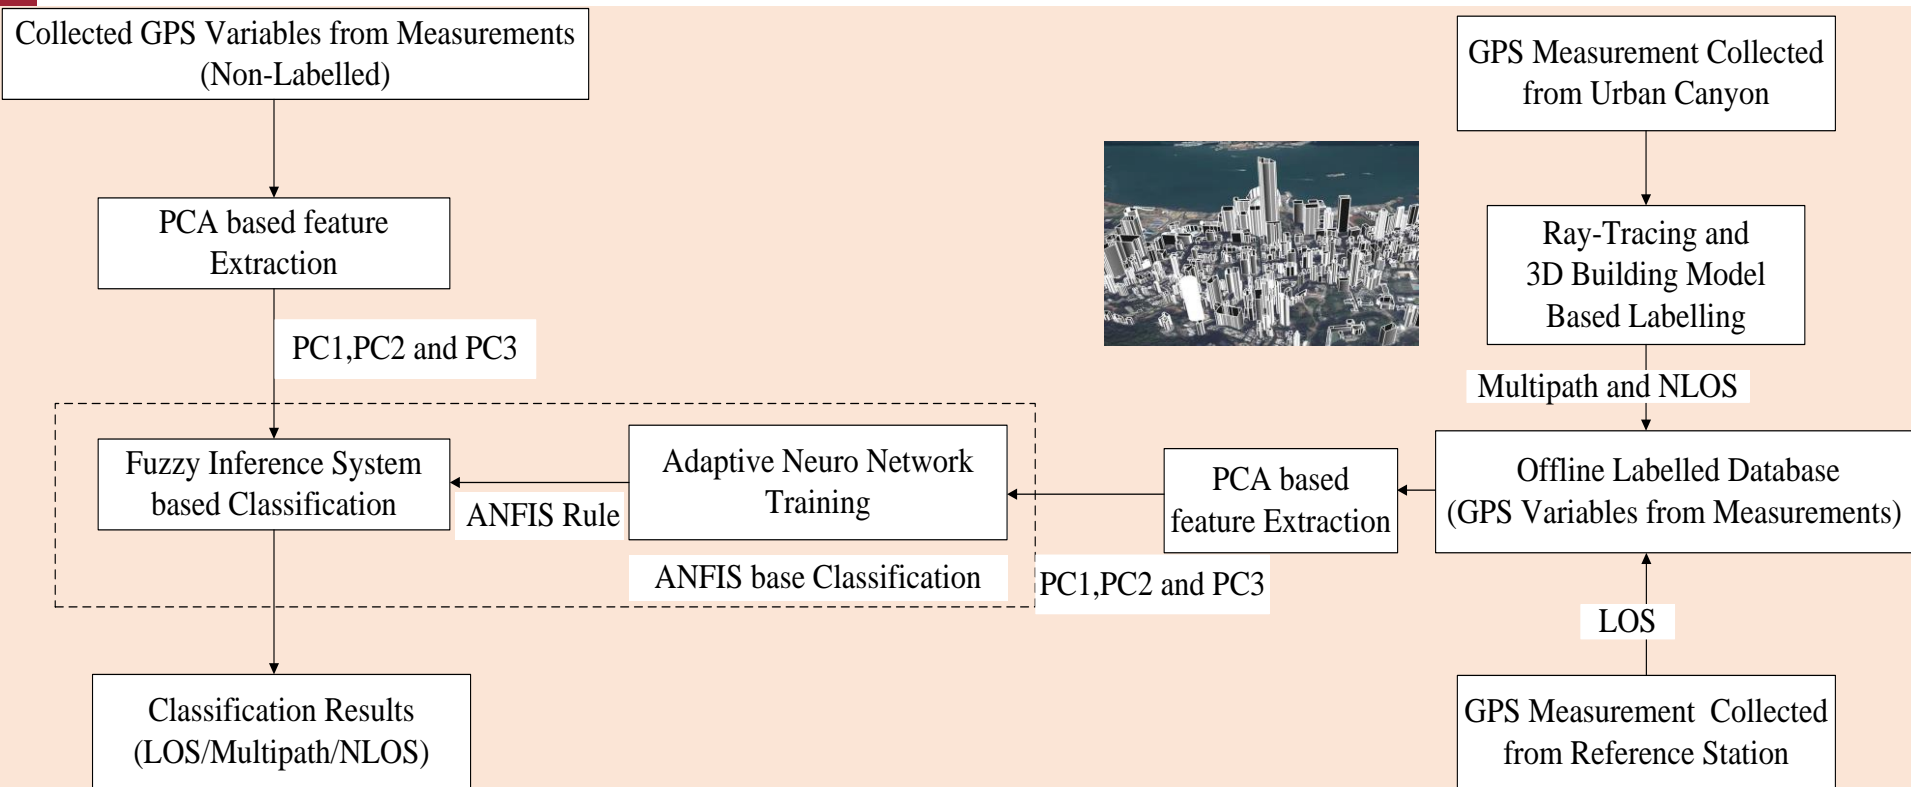 Collected GPS Variables from Measurements
(Non-Labelled)
PCA based feature
Extraction
PC1,PC2 and PC3
Fuzzy Inference System
based Classification
ANFIS Rule
Adaptive Neuro Network
Training
ANFIS base Classification
Classification Results
(LOS/Multipath/NLOS)
GPS Measurement Collected
from Urban Canyon
Ray-Tracing and
3D Building Model
Based Labelling
Multipath and NLOS
Offline Labelled Database
(GPS Variables from Measurements)
PCA based
feature Extraction
PC1,PC2 and PC3
LOS
GPS Measurement  Collected
from Reference Station